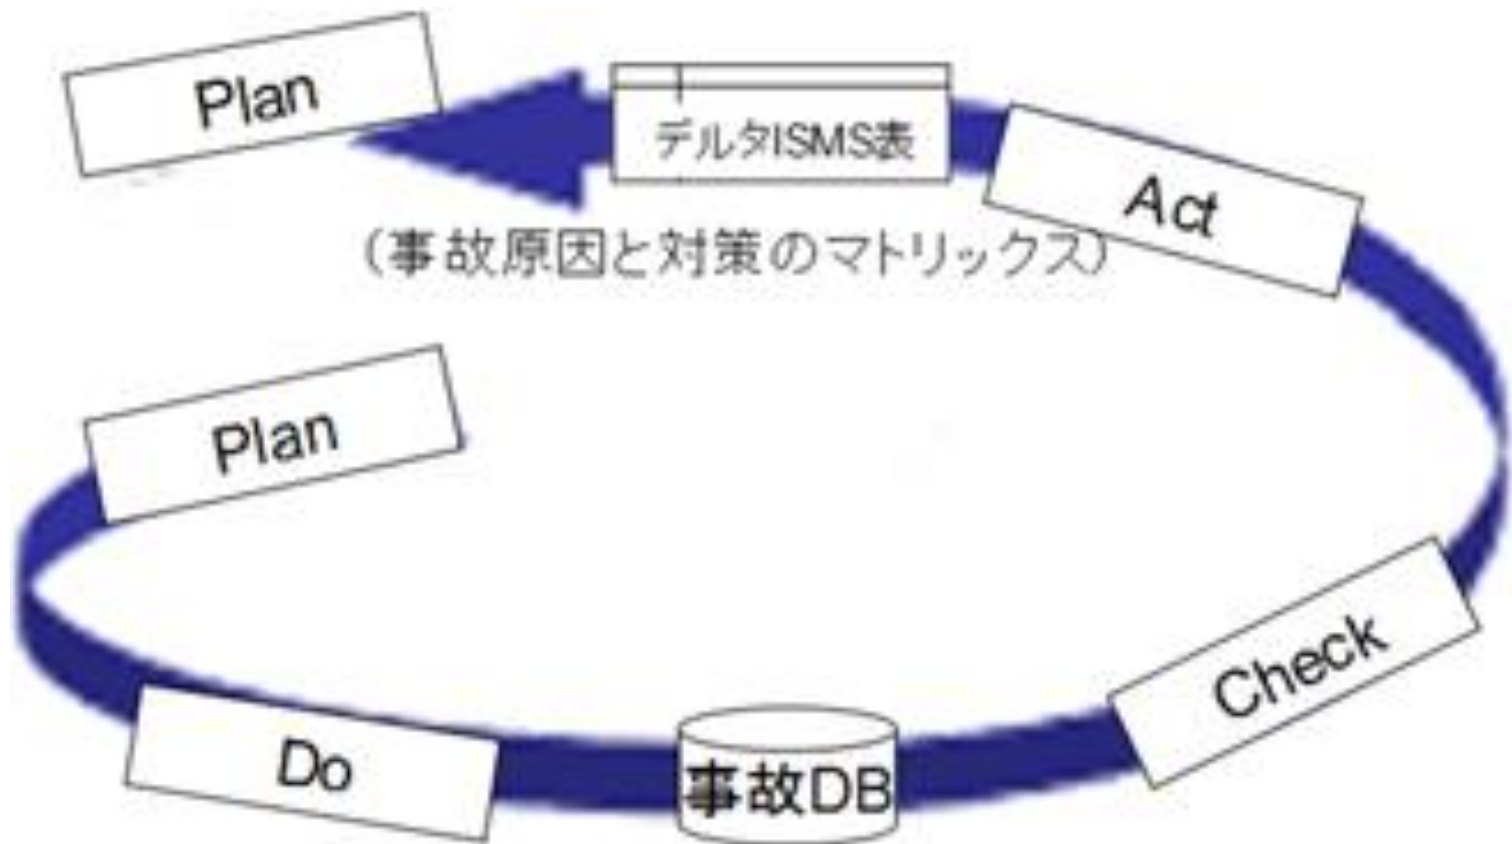 Plan
デルタISMS表
Act
(事故原因と対策のマトリックス)
Plan
Check
Do
事故DB